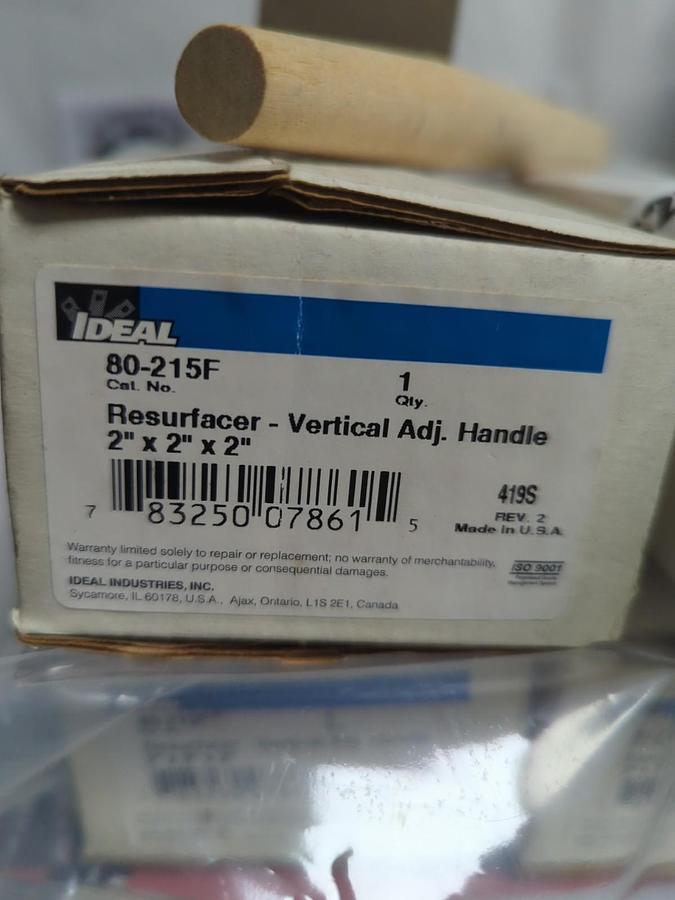 IDEAL
80-215F
Cat. No.
1
Qty.
Resurfacer - Vertical Adj. Handle
2" x 2" x 2"
7 83250 07861 5
419S
REV. 2
Made in U.S.A.
Warranty limited solely to repair or replacement; no warranty of merchantability,
fitness for a particular purpose or consequential damages.
ISO 9001
IDEAL INDUSTRIES, INC.
Sycamore, IL 60178, U.S.A., Ajax, Ontario, L1S 2E1, Canada